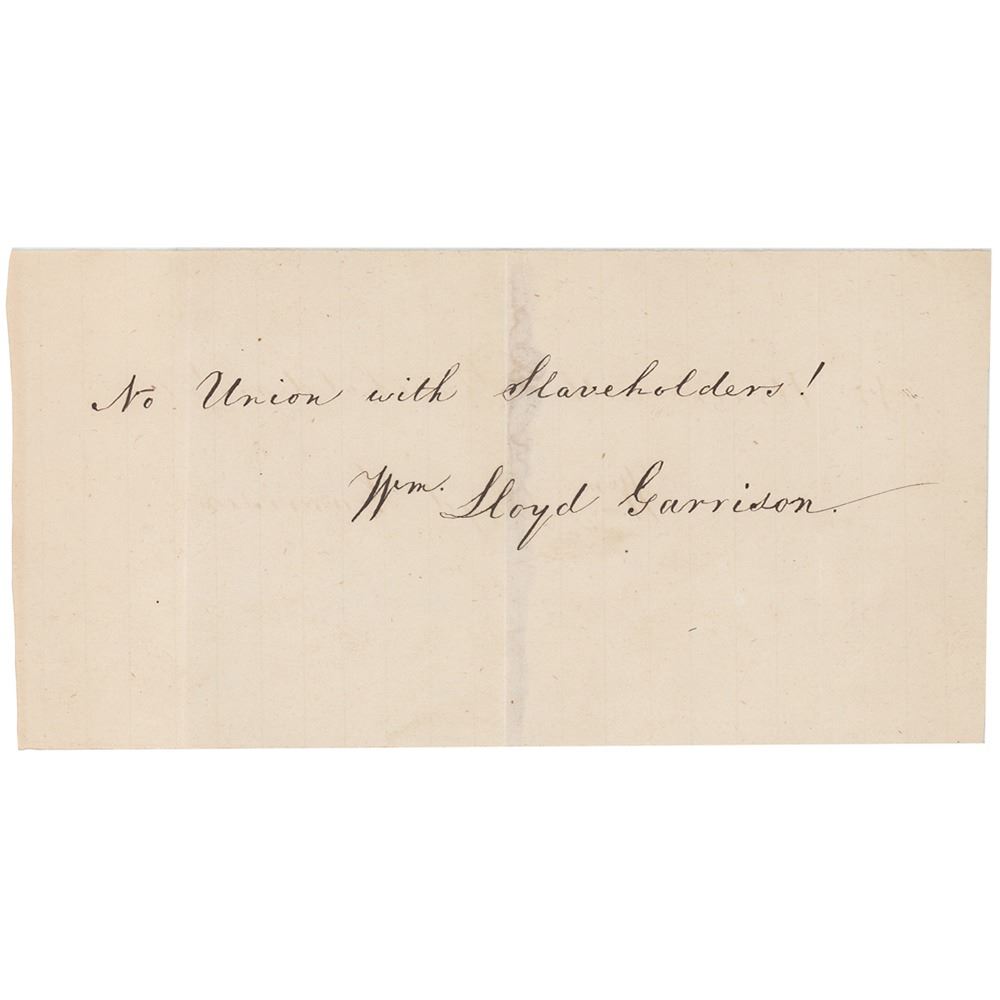 No Union with Slaveholders!
Wm. Lloyd Garrison.